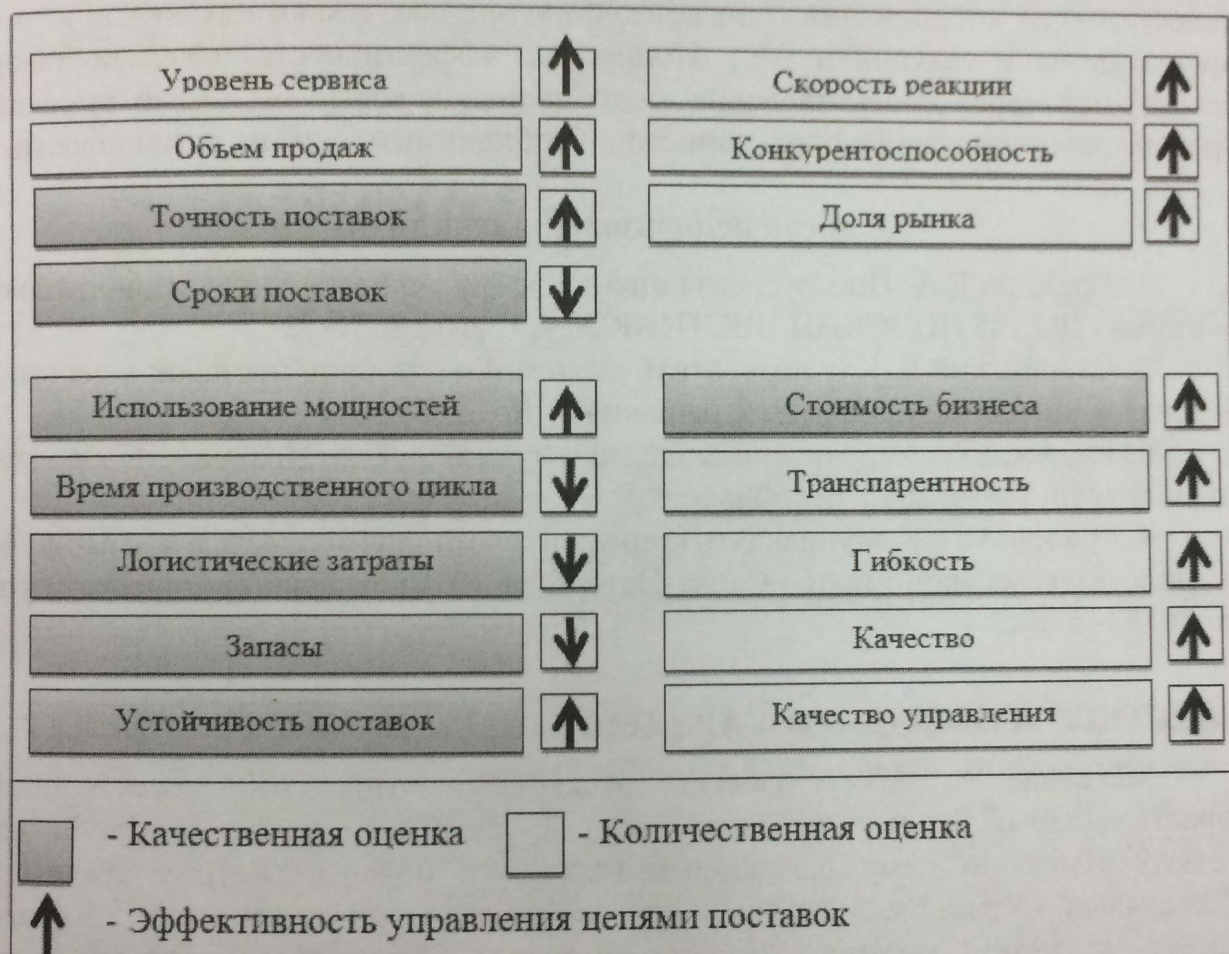 Уровень сервиса
Объем продаж
Точность поставок
Сроки поставок
Скорость реакции
Конкурентоспособность
Доля рынка
Использование мощностей
Время производственного цикла
Логистические затраты
Запасы
Устойчивость поставок
Стоимость бизнеса
Транспарентность
Гибкость
Качество
Качество управления
- Качественная оценка
- Количественная оценка
- Эффективность управления цепями поставок